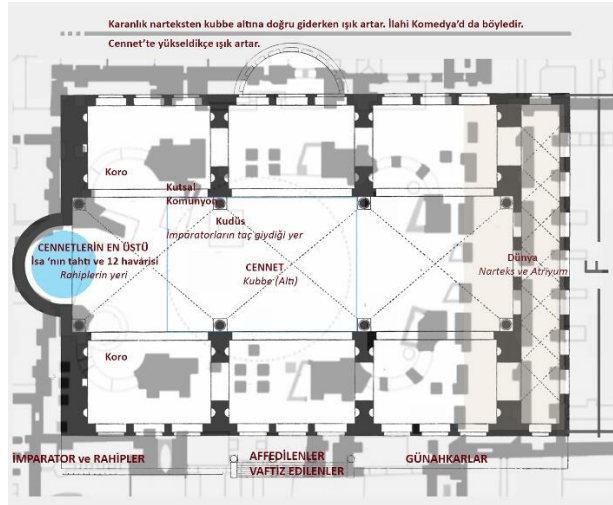 Karanlık narteksten kubbe altına doğru giderken ışık artar. İlahi Komedya'd da böyledir.
Cennet'te yükseldikçe ışık artar.
Koro
Kutsal
Komunyon
Kudüs
İmparatorların taç giydiği yer
CENNETLERİN EN ÜSTÜ
İsa 'nın tahtı ve 12 havarisi
Rahiplerin yeri
CENNET
Kubbe (Altı)
Dünya
Narteks ve Atriyum
Koro
İMPARATOR ve RAHİPLER
AFFEDİLENLER
VAFTİZ EDİLENLER
GÜNAHKARLAR